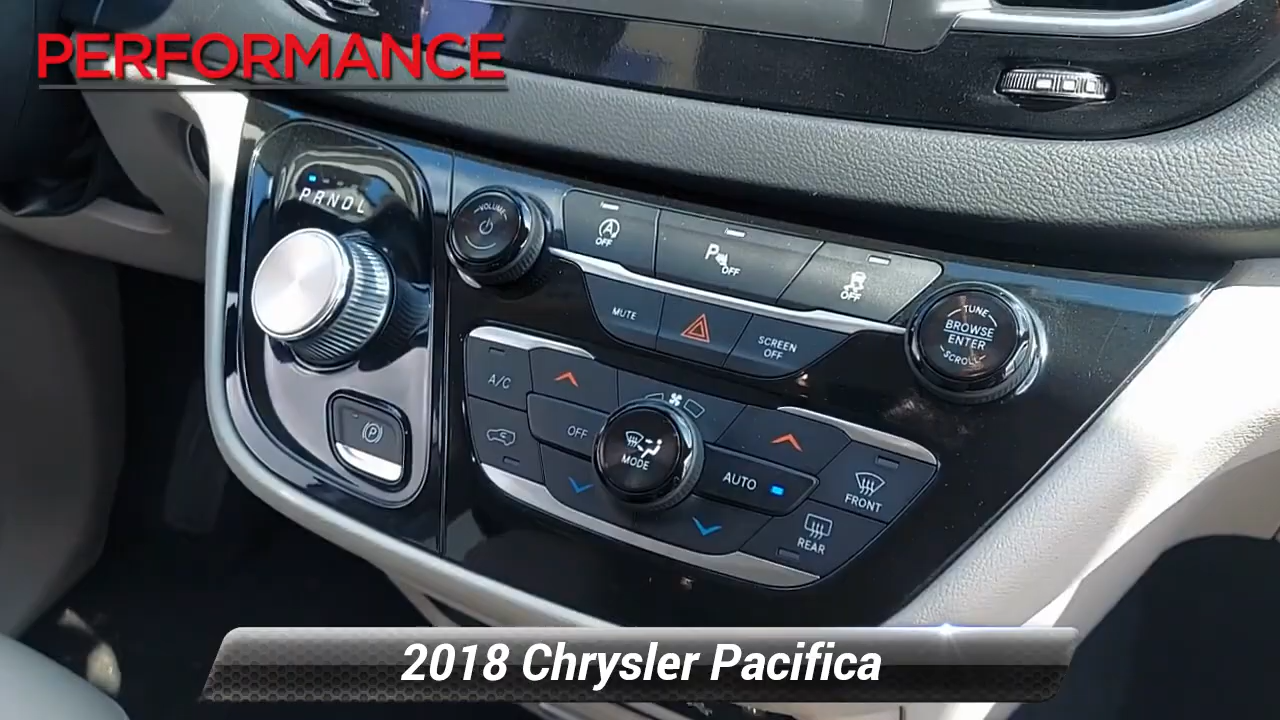 PERFORMANCE
PRNDL
VOLUME
OFF
P OFF
OFF
MUTE
SCREEN
OFF
TUNE
BROWSE
ENTER
SCROLL
A/C
OFF
MODE
AUTO
FRONT
REAR
2018 Chrysler Pacifica